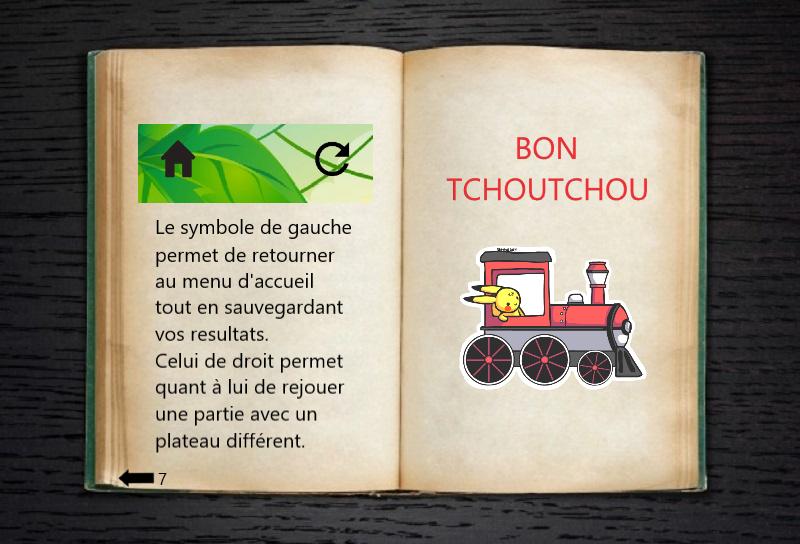 Le symbole de gauche
permet de retourner
au menu d'accueil
tout en sauvegardant
vos resultats.
Celui de droit permet
quant à lui de rejouer
une partie avec un
plateau différent.
7
BON
TCHOUTCHOU